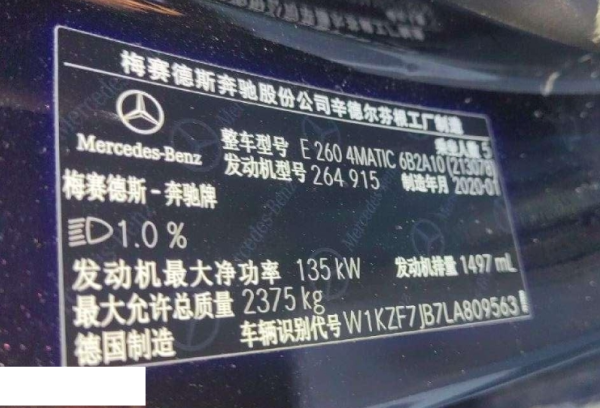 梅赛德斯奔驰股份公司辛德尔芬根工厂制造
Mercedes-Benz
乘坐人数 5
整车型号 E 260 4MATIC 6B2A10 (213078)
发动机型号 264 915
制造年月 2020-01
梅赛德斯－奔驰牌
1.0 %
发动机最大净功率 135 kW 发动机排量 1497 mL
最大允许总质量 2375 kg
车辆识别代号 W1KZF7JB7LA809563
德国制造